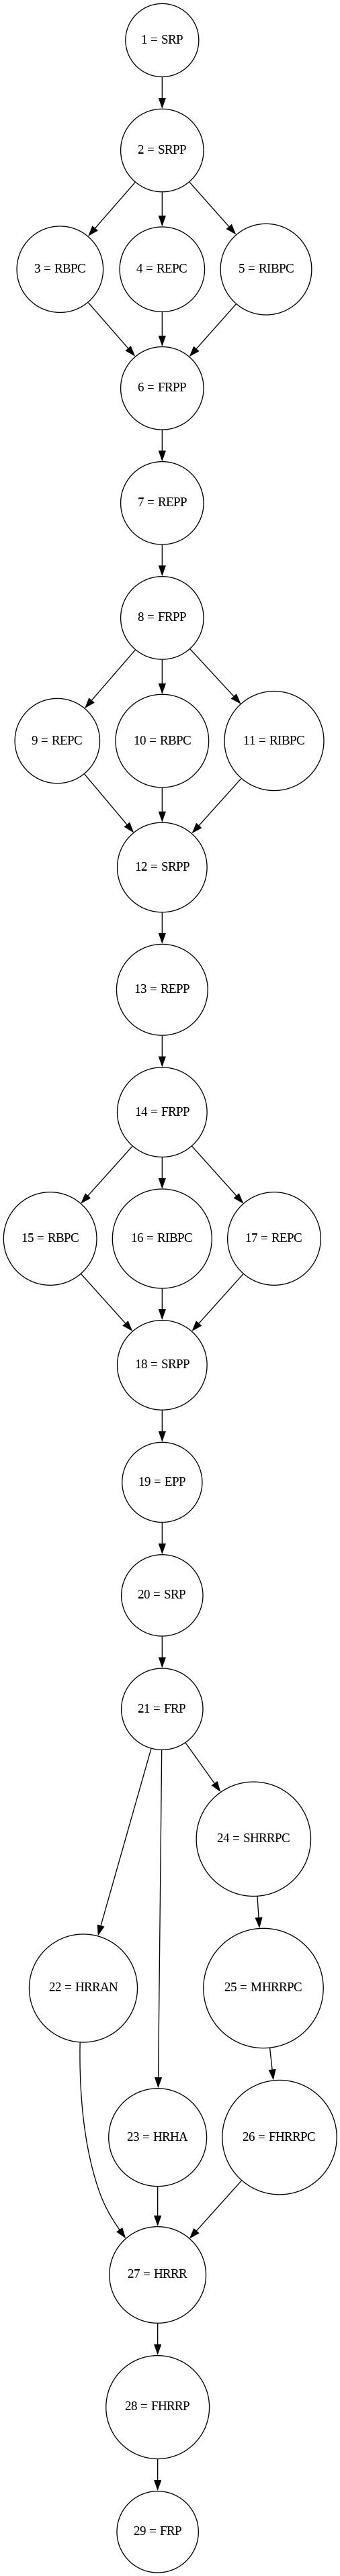 1 = SRP
2 = SRPP
3 = RBPC
4 = REPC
5 = RIBPC
6 = FRPP
7 = REPP
8 = FRPP
9 = REPC
10 = RBPC
11 = RIBPC
12 = SRPP
13 = REPP
14 = FRPP
15 = RBPC
16 = RIBPC
17 = REPC
18 = SRPP
19 = EPP
20 = SRP
21 = FRP
24 = SHRRPC
22 = HRRAN
25 = MHRRPC
23 = HRHA
26 = FHRRPC
27 = HRRR
28 = FHRRP
29 = FRP